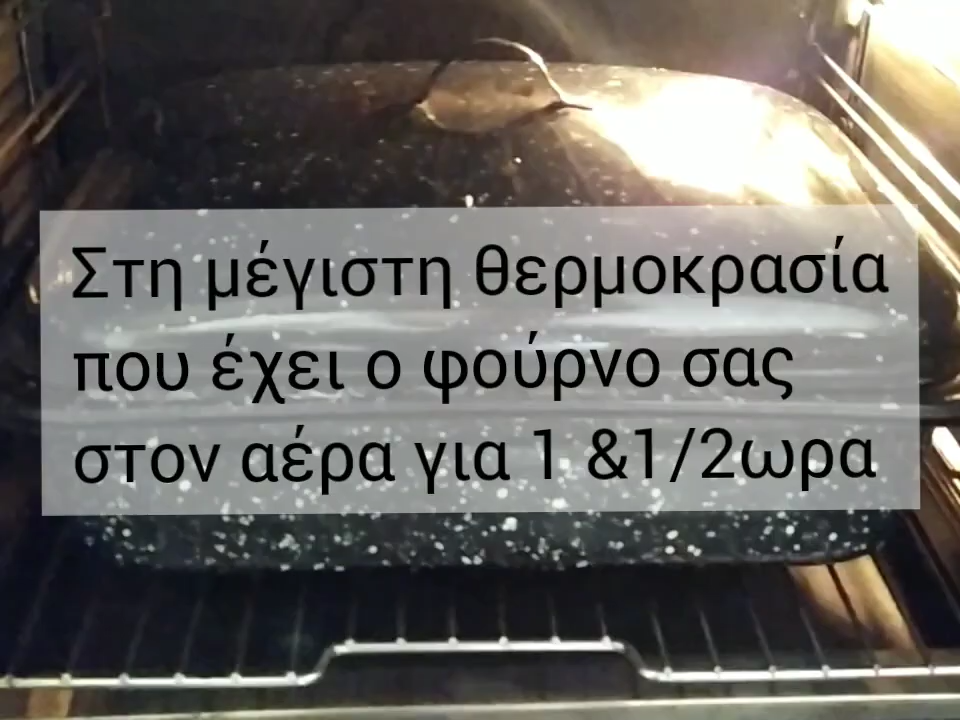 Στη μέγιστη θερμοκρασία
που έχει ο φούρνο σας
στον αέρα για 1 &1/2ωρα